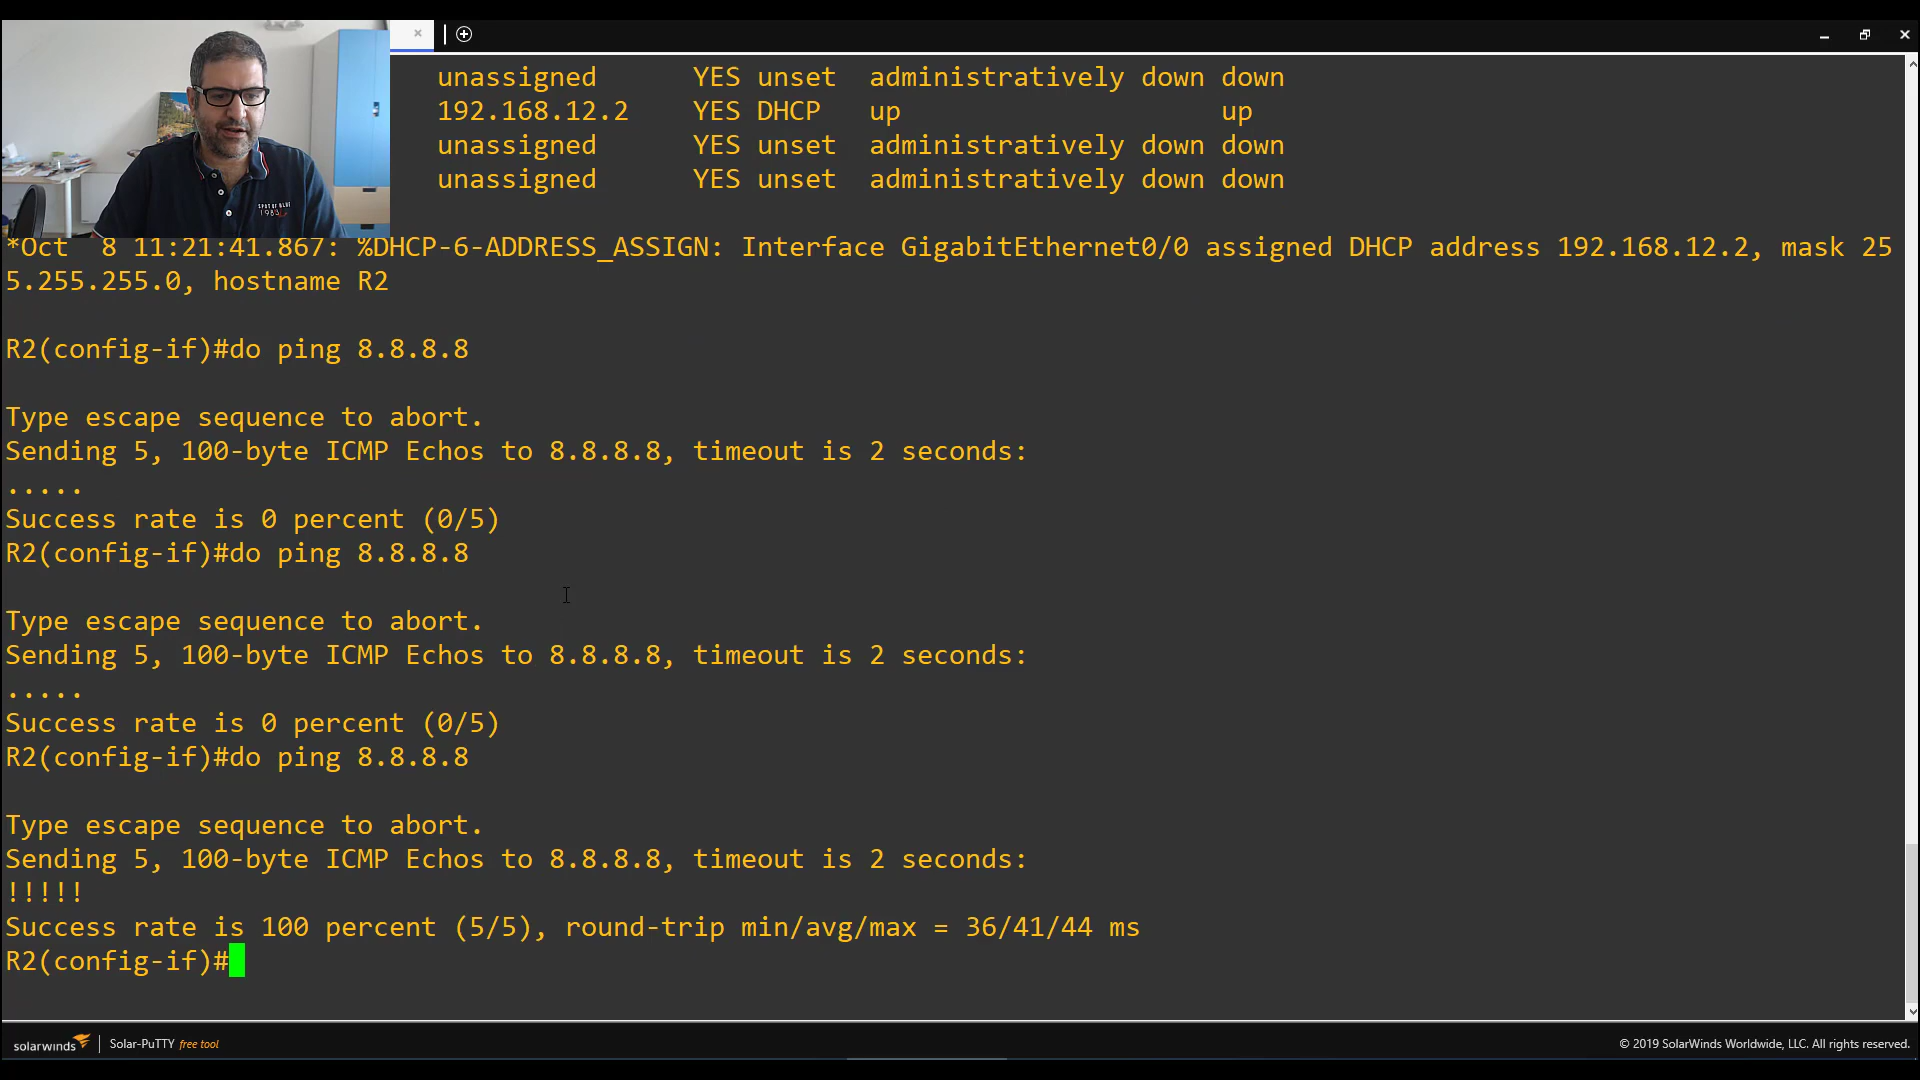 unassigned YES unset administratively down down
192.168.12.2 YES DHCP up up
unassigned YES unset administratively down down
unassigned YES unset administratively down down
*Oct 8 11:21:41.867: %DHCP-6-ADDRESS_ASSIGN: Interface GigabitEthernet0/0 assigned DHCP address 192.168.12.2, mask 25
5.255.255.0, hostname R2
R2(config-if)#do ping 8.8.8.8
Type escape sequence to abort.
Sending 5, 100-byte ICMP Echos to 8.8.8.8, timeout is 2 seconds:
.....
Success rate is 0 percent (0/5)
R2(config-if)#do ping 8.8.8.8
Type escape sequence to abort.
Sending 5, 100-byte ICMP Echos to 8.8.8.8, timeout is 2 seconds:
.....
Success rate is 0 percent (0/5)
R2(config-if)#do ping 8.8.8.8
Type escape sequence to abort.
Sending 5, 100-byte ICMP Echos to 8.8.8.8, timeout is 2 seconds:
!!!!!
Success rate is 100 percent (5/5), round-trip min/avg/max = 36/41/44 ms
R2(config-if)#
solarwinds | Solar-PuTTY free tool
© 2019 SolarWinds Worldwide, LLC. All rights reserved.